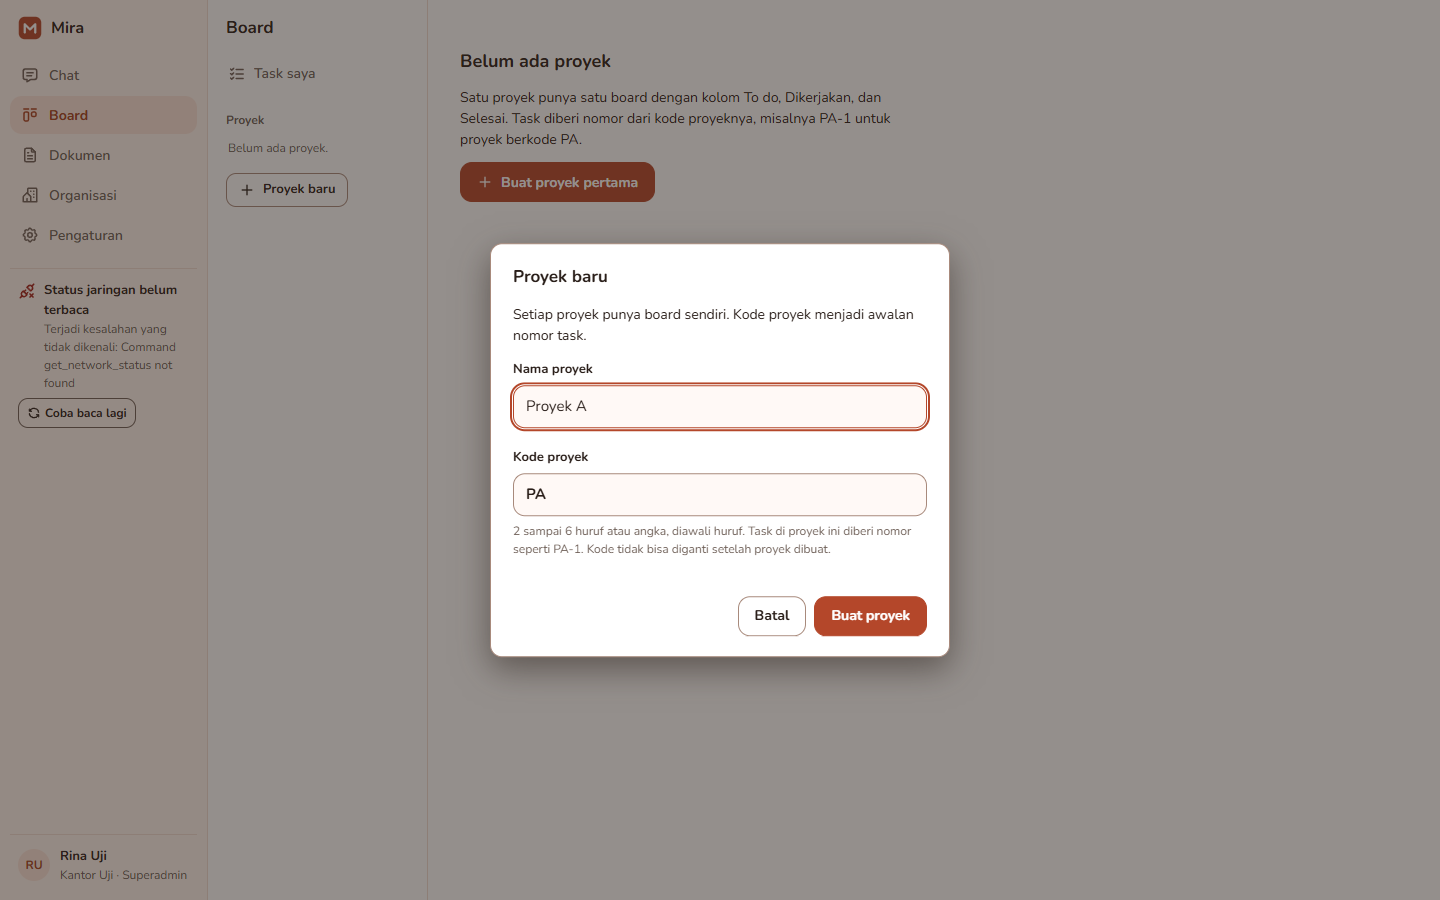 Mira
Chat
Board
Dokumen
Organisasi
Pengaturan
Status jaringan belum
terbaca
Terjadi kesalahan yang
tidak dikenali: Command
get_network_status not
found
Coba baca lagi
RU
Rina Uji
Kantor Uji · Superadmin
Board
Task saya
Proyek
Belum ada proyek.
Proyek baru
Belum ada proyek
Satu proyek punya satu board dengan kolom To do, Dikerjakan, dan
Selesai. Task diberi nomor dari kode proyeknya, misalnya PA-1 untuk
proyek berkode PA.
Buat proyek pertama
Proyek baru
Setiap proyek punya board sendiri. Kode proyek menjadi awalan
nomor task.
Nama proyek
Proyek A
Kode proyek
PA
2 sampai 6 huruf atau angka, diawali huruf. Task di proyek ini diberi nomor
seperti PA-1. Kode tidak bisa diganti setelah proyek dibuat.
Batal
Buat proyek